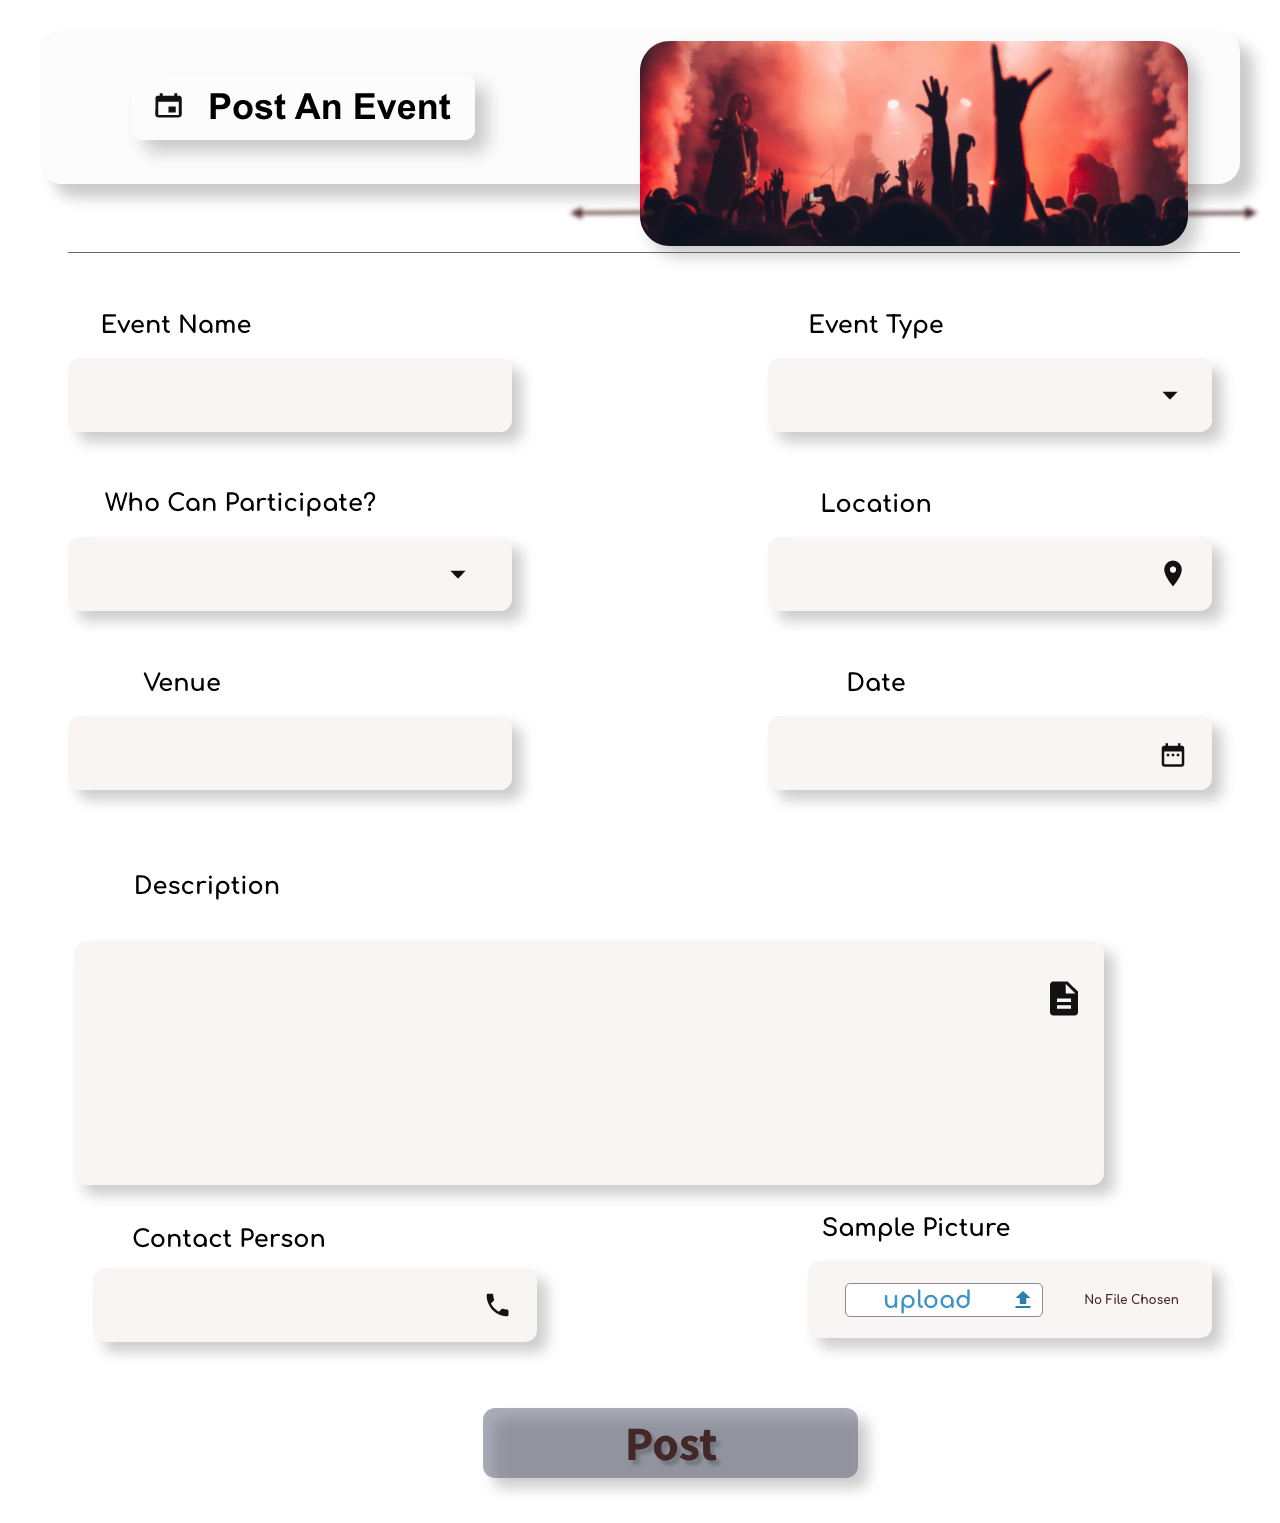 Post An Event
Event Name
Event Type
Who Can Participate?
Location
Venue
Date
Description
Contact Person
Sample Picture
upload
No File Chosen
Post